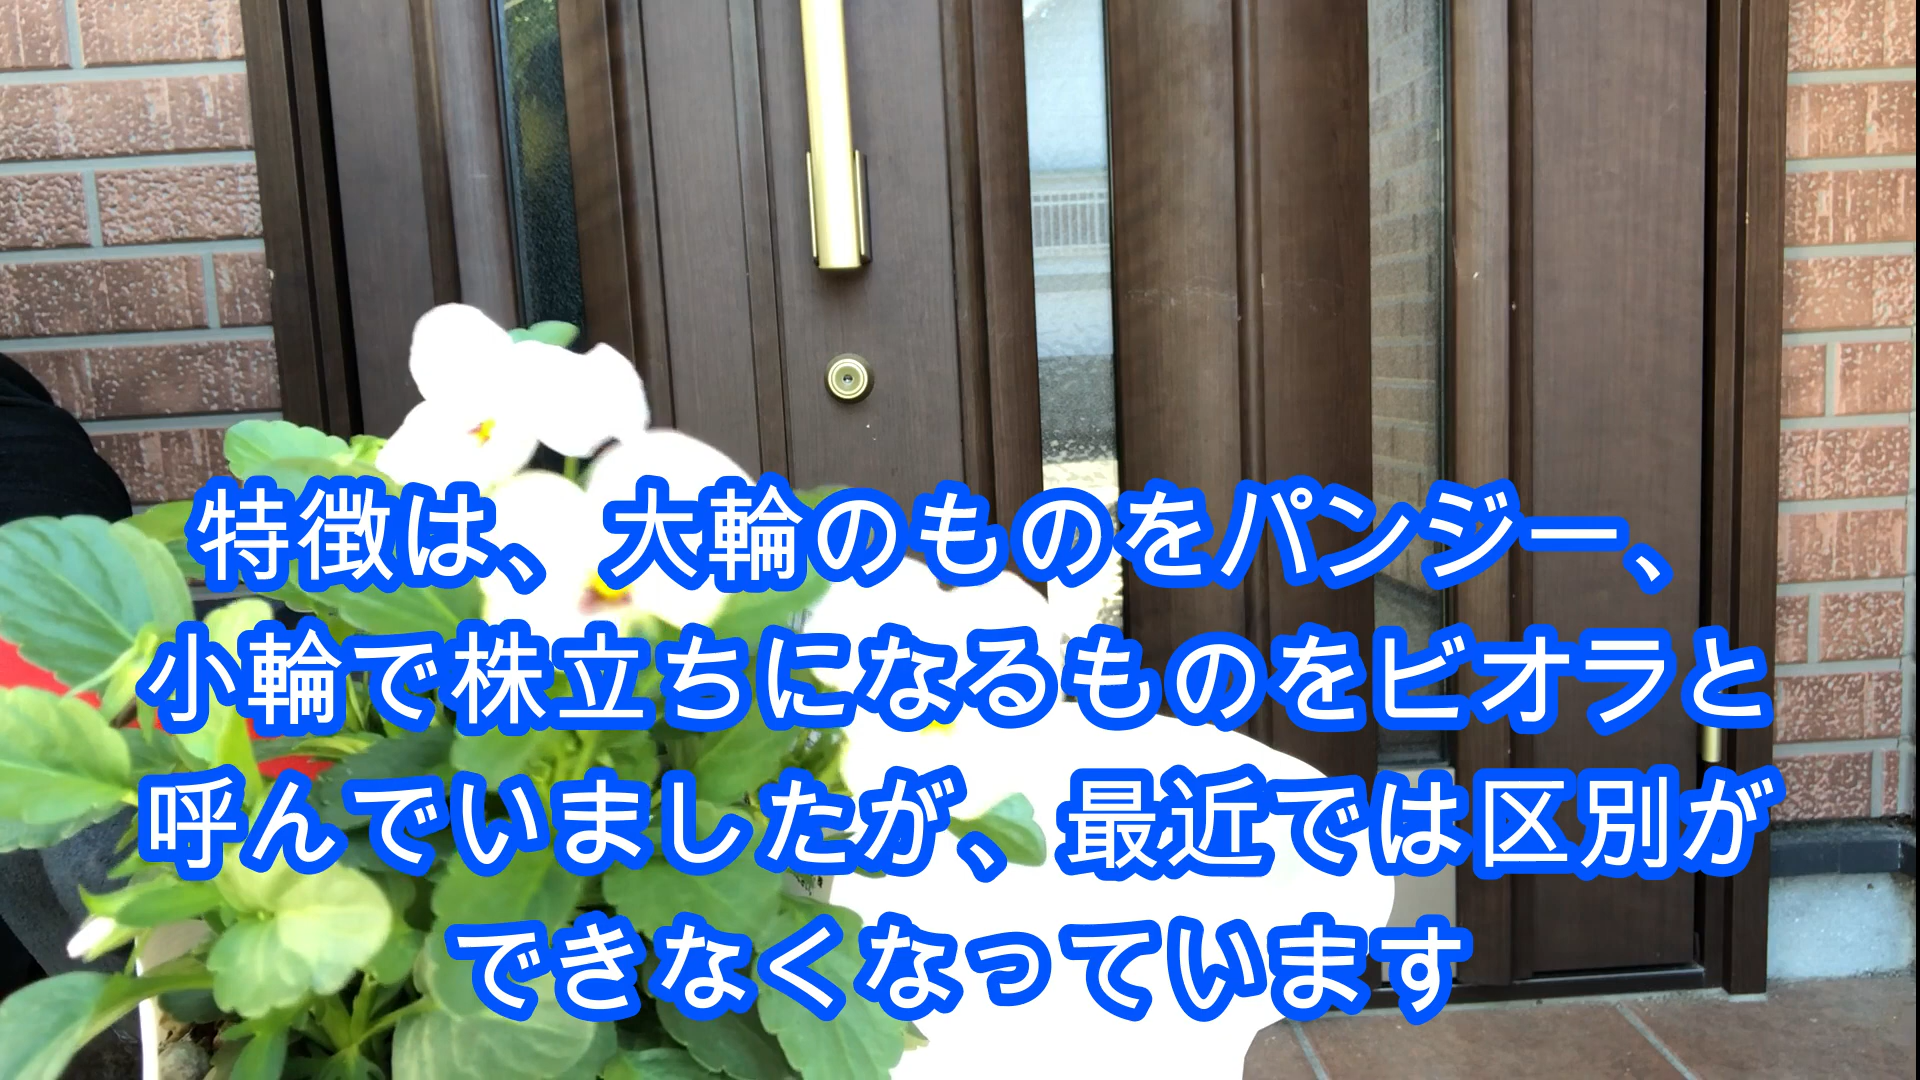 特徴は、大輪のものをパンジー、
小輪で株立ちになるものをビオラと
呼んでいましたが、最近では区別が
できなくなっています